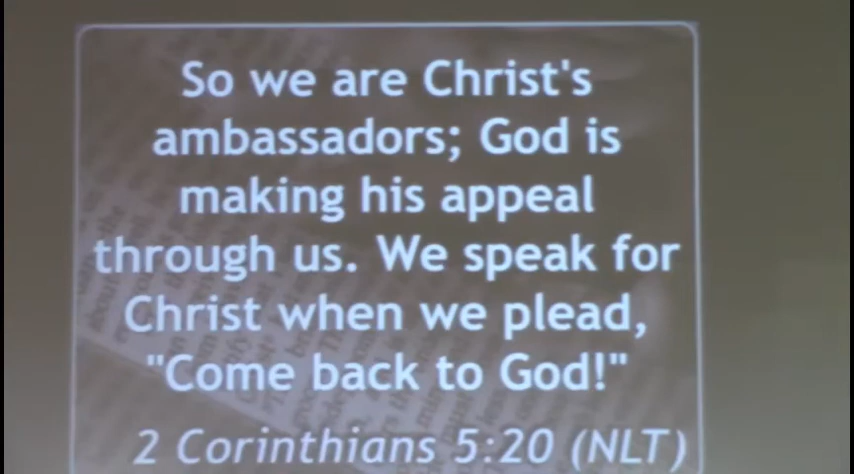 So we are Christ's
ambassadors; God is
making his appeal
through us. We speak for
Christ when we plead,
"Come back to God!"
2 Corinthians 5:20 (NLT)